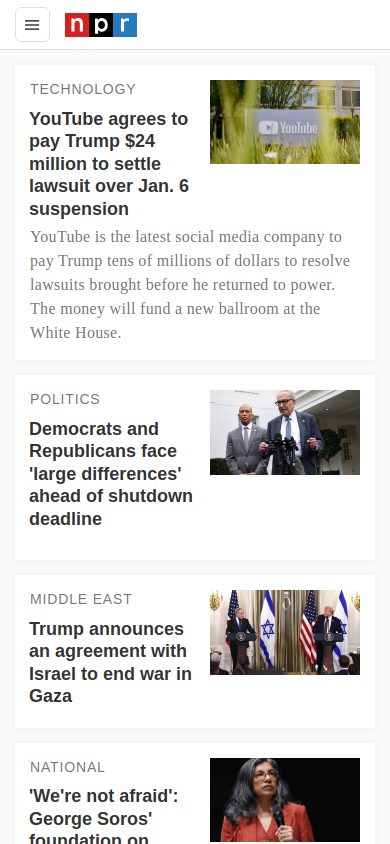 npr
TECHNOLOGY
YouTube agrees to
pay Trump $24
million to settle
lawsuit over Jan. 6
suspension
YouTube
YouTube is the latest social media company to
pay Trump tens of millions of dollars to resolve
lawsuits brought before he returned to power.
The money will fund a new ballroom at the
White House.
POLITICS
Democrats and
Republicans face
'large differences'
ahead of shutdown
deadline
MIDDLE EAST
Trump announces
an agreement with
Israel to end war in
Gaza
NATIONAL
'We're not afraid':
George Soros'
foundation on